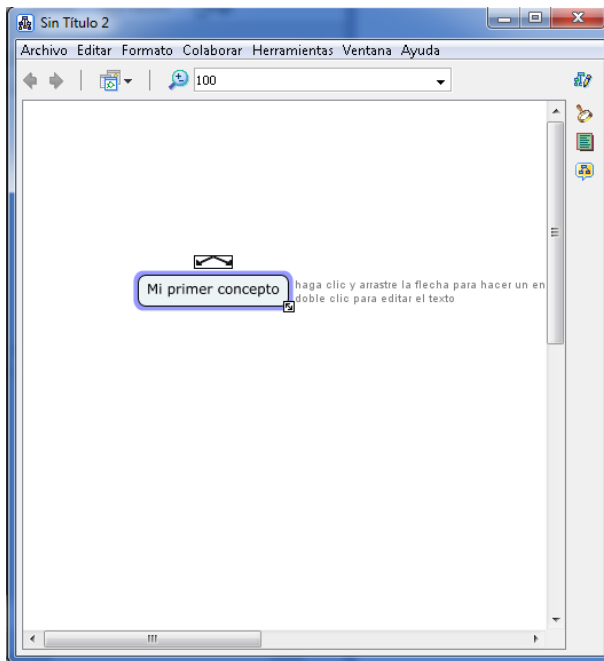 Sin Título 2
Archivo Editar Formato Colaborar Herramientas Ventana Ayuda
100
Mi primer concepto
haga clic y arrastre la flecha para hacer un en
doble clic para editar el texto